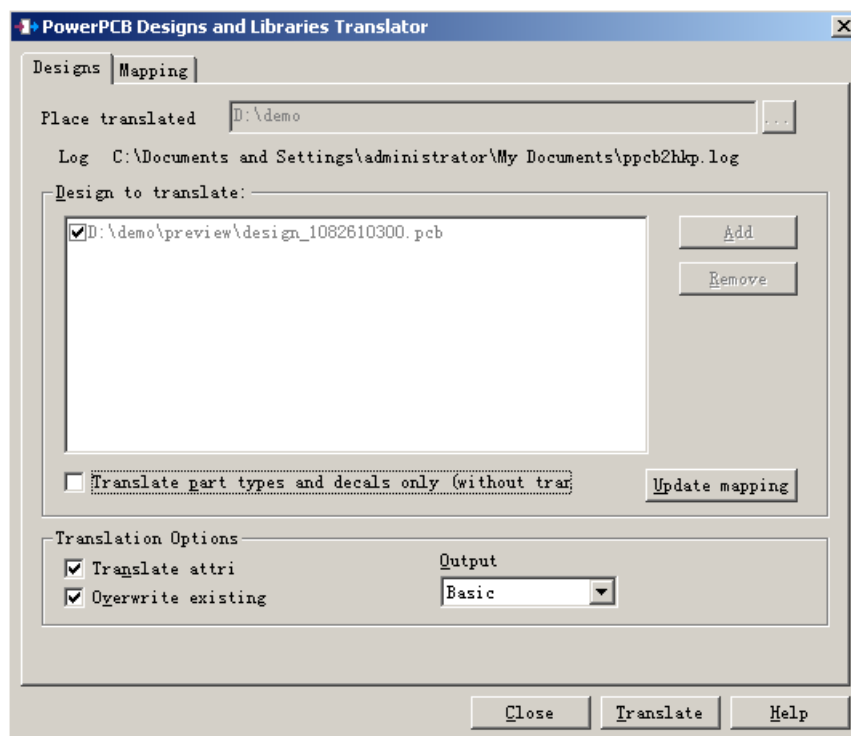 PowerPCB Designs and Libraries Translator
Designs Mapping
Place translated D:\demo ...
Log C:\Documents and Settings\administrator\My Documents\ppcb2hkp.log
Design to translate:
D:\demo\preview\design_1082610300.pcb
Add
Remove
Translate part types and decals only (without trar
Update mapping
Translation Options
Translate attri
Overwrite existing
Output
Basic
Close Translate Help